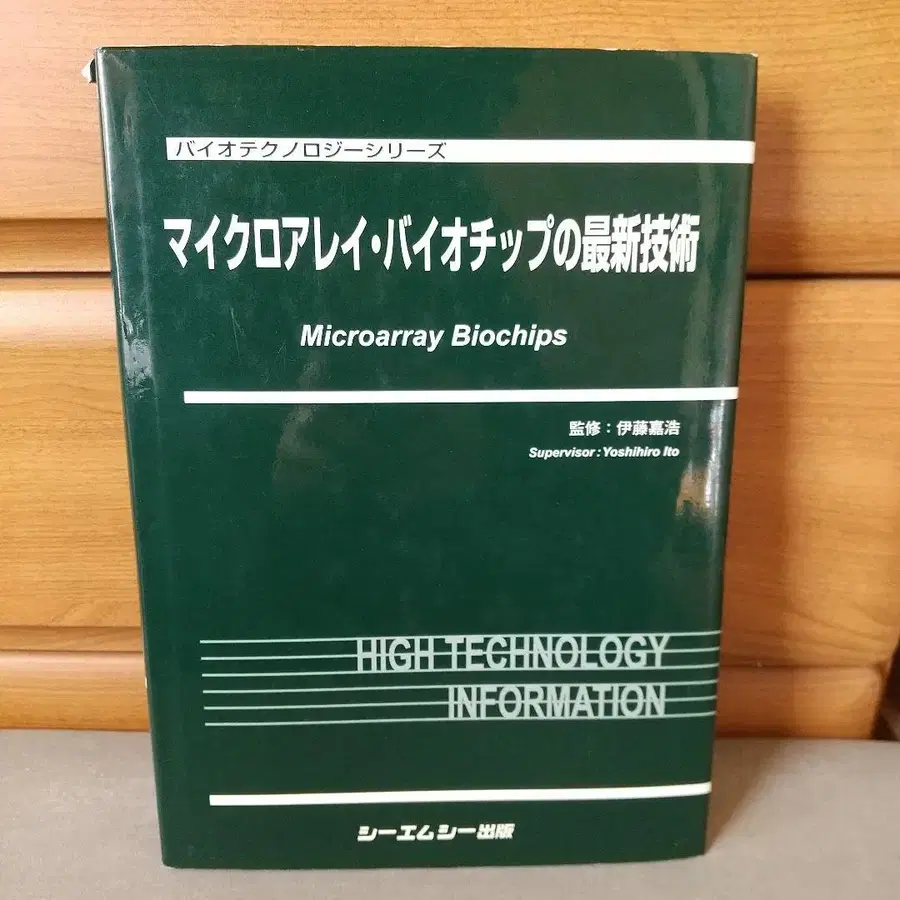 バイオテクノロジーシリーズ
マイクロアレイ・バイオチップの最新技術
Microarray Biochips
監修：伊藤嘉浩
Supervisor : Yoshihiro Ito
HIGH TECHNOLOGY
INFORMATION
シーエムシー出版